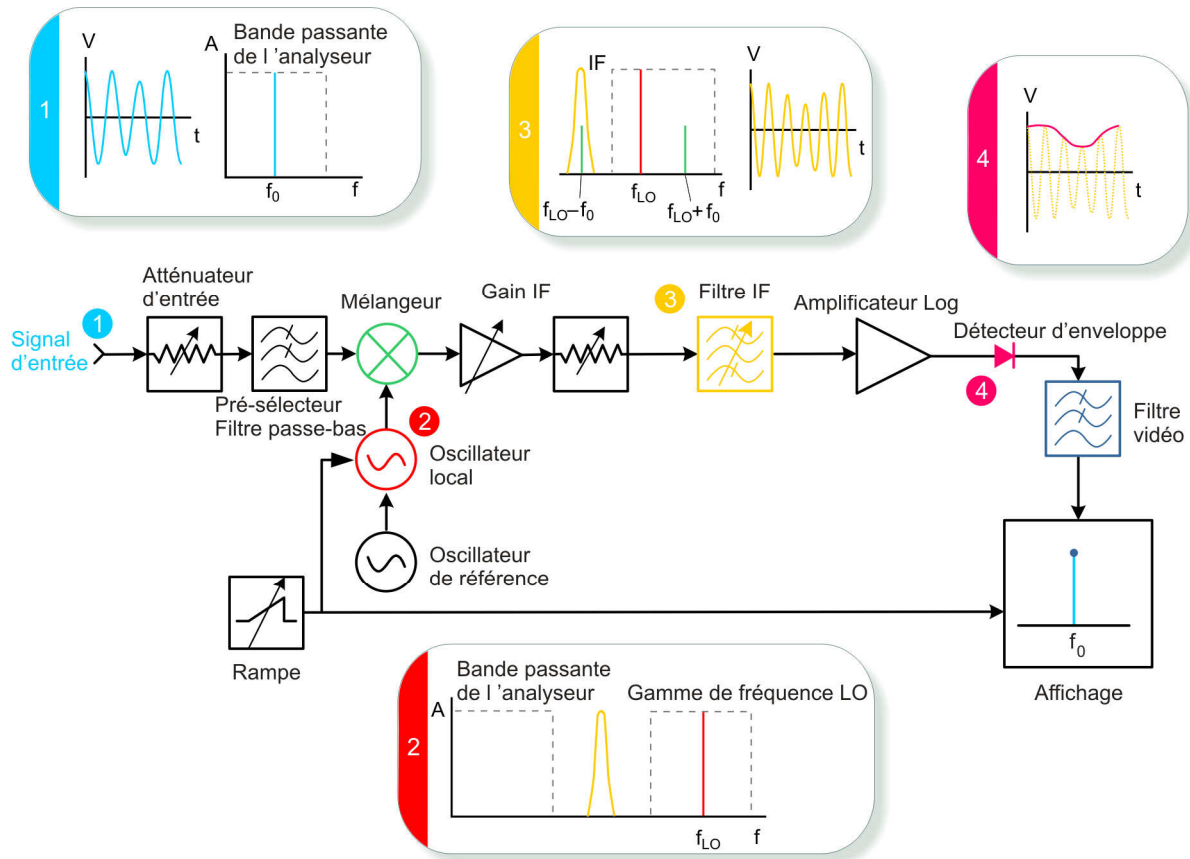 1
V
t
A
Bande passante
de l 'analyseur
f0
f
3
IF
fLO–f0
fLO
fLO+f0
f
V
t
4
V
t
Signal
d'entrée
1
Atténuateur
d'entrée
Pré-sélecteur
Filtre passe-bas
Mélangeur
2
Oscillateur
local
Oscillateur
de référence
Gain IF
3
Filtre IF
Amplificateur Log
Détecteur d'enveloppe
4
Filtre
vidéo
Rampe
f0
Affichage
2
Bande passante
de l 'analyseur
Gamme de fréquence LO
A
fLO
f